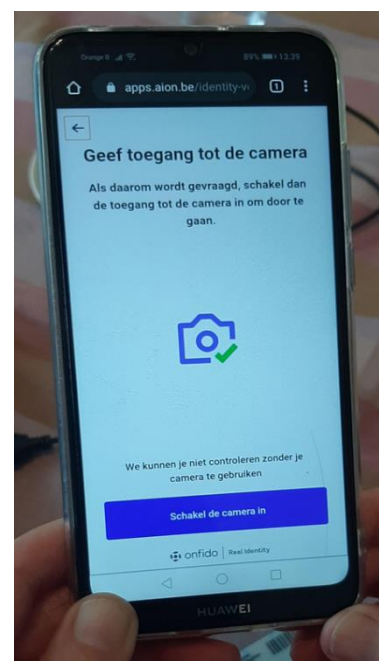 Orange B 89% 13:39
apps.aion.be/identity-v
1
Geef toegang tot de camera
Als daarom wordt gevraagd, schakel dan
de toegang tot de camera in om door te
gaan.
We kunnen je niet controleren zonder je
camera te gebruiken
Schakel de camera in
onfido Real Identity
HUAWEI